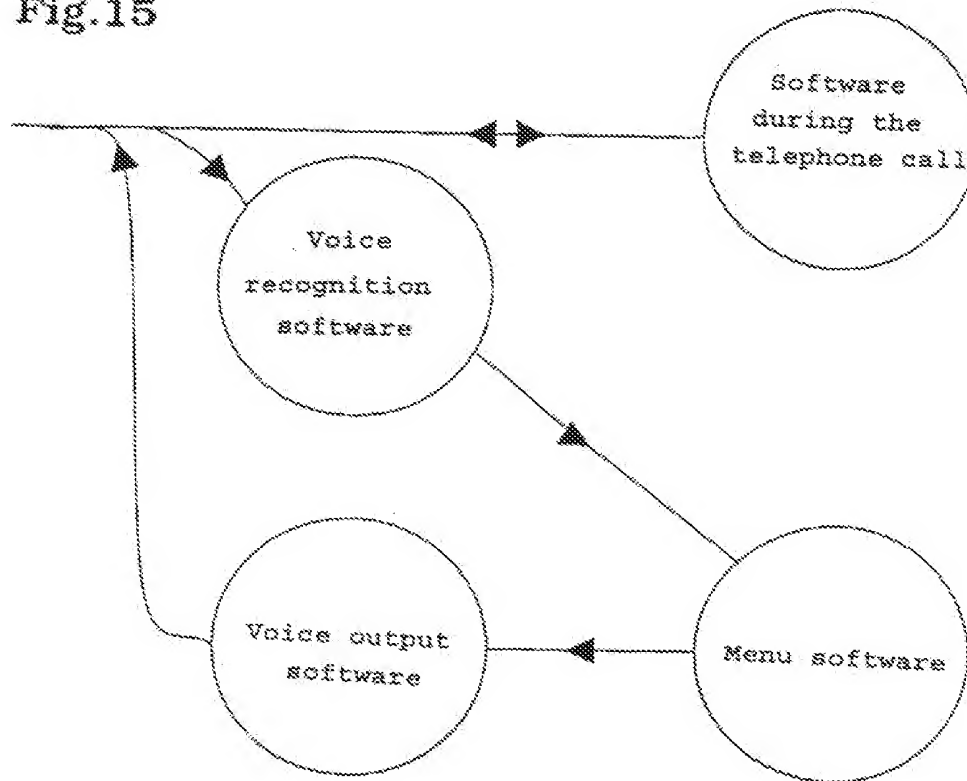 Fig.15
Software
during the
telephone call
Voice
recognition
software
Voice output
software
Menu software